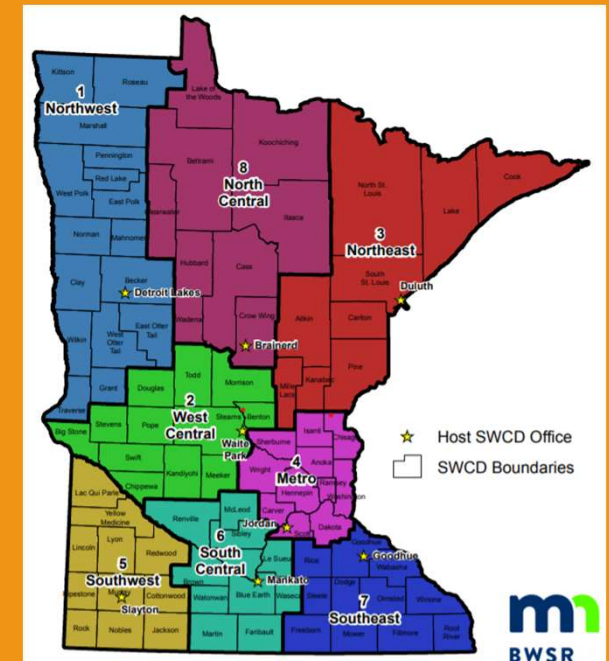 Kittson
Roseau
Lake of
the Woods
1
Northwest
Marshall
Koochiching
Pennington
Beltrami
Cook
Red Lake
8
North
Central
North St.
Louis
Lake
West Polk
East Polk
Clearwater
Itasca
Norman
Mahnomen
3
Northeast
Hubbard
Cass
South
St. Louis
Clay
Becker
Duluth
Detroit Lakes
Wadena
Crow Wing
Aitkin
Carlton
Wilkin
West
Otter
Tail
East Otter
Tail
Brainerd
Pine
Todd
Mille
Lacs
Kanabec
Grant
Douglas
Morrison
2
West
Central
Traverse
Stearns
Benton
Big Stone
Stevens
Pope
Waite
Park
Isanti
Chisago
Sherburne
Swift
4
Metro
Anoka
Wright
Ramsey
Kandiyohi
Meeker
Hennepin
Washington
Chippewa
Lac Qui Parle
Carver
McLeod
Dakota
Renville
Jordan
Scott
Yellow
Medicine
6
South
Central
Sibley
Goodhue
Goodhue
Lyon
Lincoln
Redwood
Le Sueur
Rice
Wabasha
5
Southwest
Brown
Mankato
Dodge
Pipestone
Murray
Cottonwood
Watonwan
Blue Earth
Waseca
Steele
Olmsted
Winona
Slayton
7
Southeast
Rock
Nobles
Jackson
Martin
Faribault
Freeborn
Mower
Fillmore
Root
River
Host SWCD Office
SWCD Boundaries
mn
BWSR